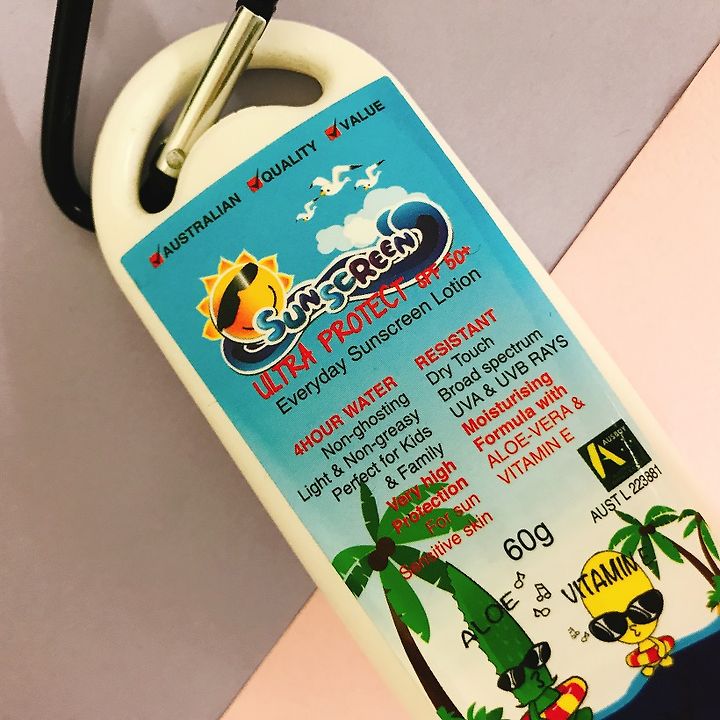 AUSTRALIAN QUALITY VALUE
SUNSCREEN
ULTRA PROTECT SPF 50+
Everyday Sunscreen Lotion
4HOUR WATER RESISTANT
Non-ghosting
Light & Non-greasy
Perfect for Kids
& Family
Very high
Protection
For sun
Sensitive skin
Dry Touch
Broad spectrum
UVA & UVB RAYS
Moisturising
Formula with
ALOE-VERA &
VITAMIN E
AUSBUY
AUST L 223881
60g
ALOE
VITAMIN E